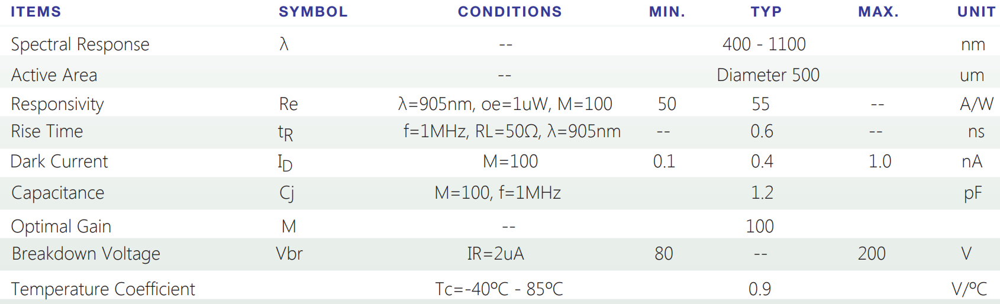 ITEMS SYMBOL CONDITIONS MIN. TYP MAX. UNIT
Spectral Response λ -- 400 - 1100 nm
Active Area -- Diameter 500 um
Responsivity Re λ=905nm, oe=1uW, M=100 50 55 -- A/W
Rise Time tR f=1MHz, RL=50Ω, λ=905nm -- 0.6 -- ns
Dark Current ID M=100 0.1 0.4 1.0 nA
Capacitance Cj M=100, f=1MHz 1.2 pF
Optimal Gain M -- 100
Breakdown Voltage Vbr IR=2uA 80 -- 200 V
Temperature Coefficient Tc=-40ºC - 85ºC 0.9 V/ºC